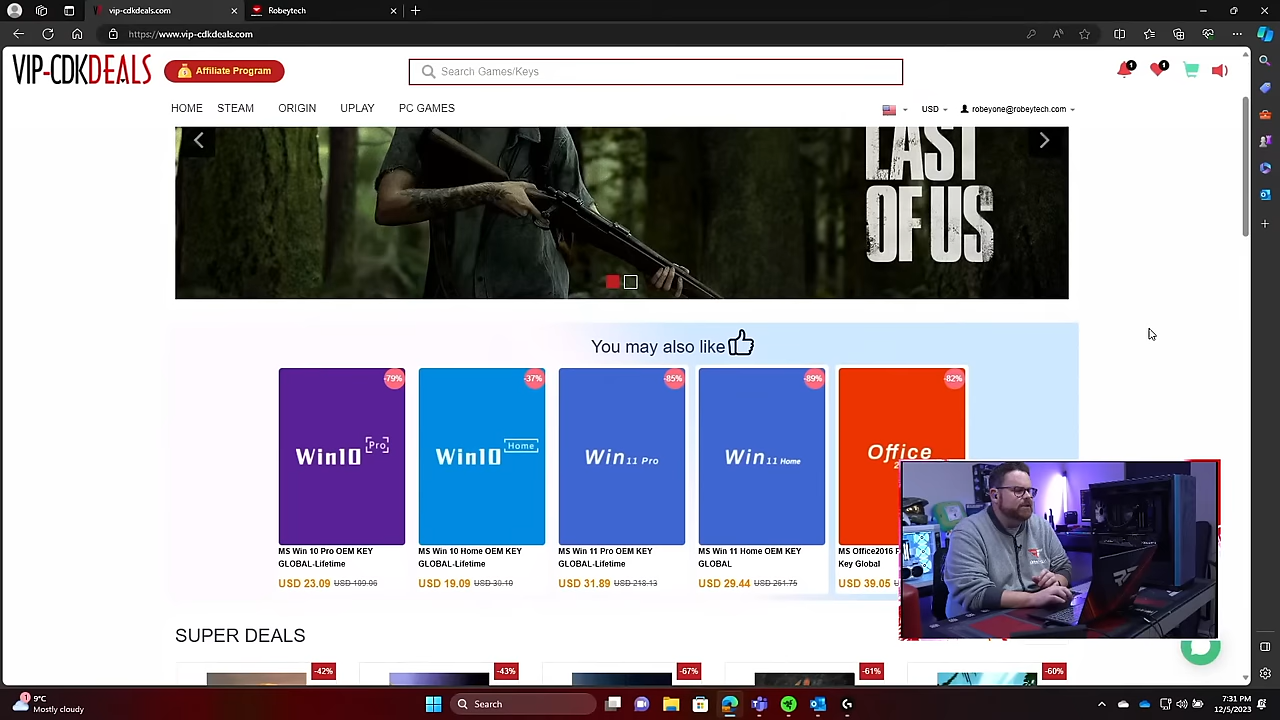 vip-cdkdeals.com
Robeytech
https://www.vip-cdkdeals.com
VIP-CDKDEALS
Affiliate Program
Search Games/Keys
1
1
HOME STEAM ORIGIN UPLAY PC GAMES
USD
robeyone@robeytech.com
LAST
OF US
You may also like
-79%
-37%
-85%
-89%
-82%
Win10 Pro
Win10 Home
Win 11 Pro
Win 11 Home
Office
MS Win 10 Pro OEM KEY
GLOBAL-Lifetime
USD 23.09 USD 109.06
MS Win 10 Home OEM KEY
GLOBAL-Lifetime
USD 19.09 USD 30.10
MS Win 11 Pro OEM KEY
GLOBAL-Lifetime
USD 31.89 USD 218.13
MS Win 11 Home OEM KEY
GLOBAL
USD 29.44 USD 261.75
MS Office2016
Key Global
USD 39.05
SUPER DEALS
-42%
-43%
-67%
-61%
-60%
1
9°C
Mostly cloudy
Search
7:31 PM
12/5/2023